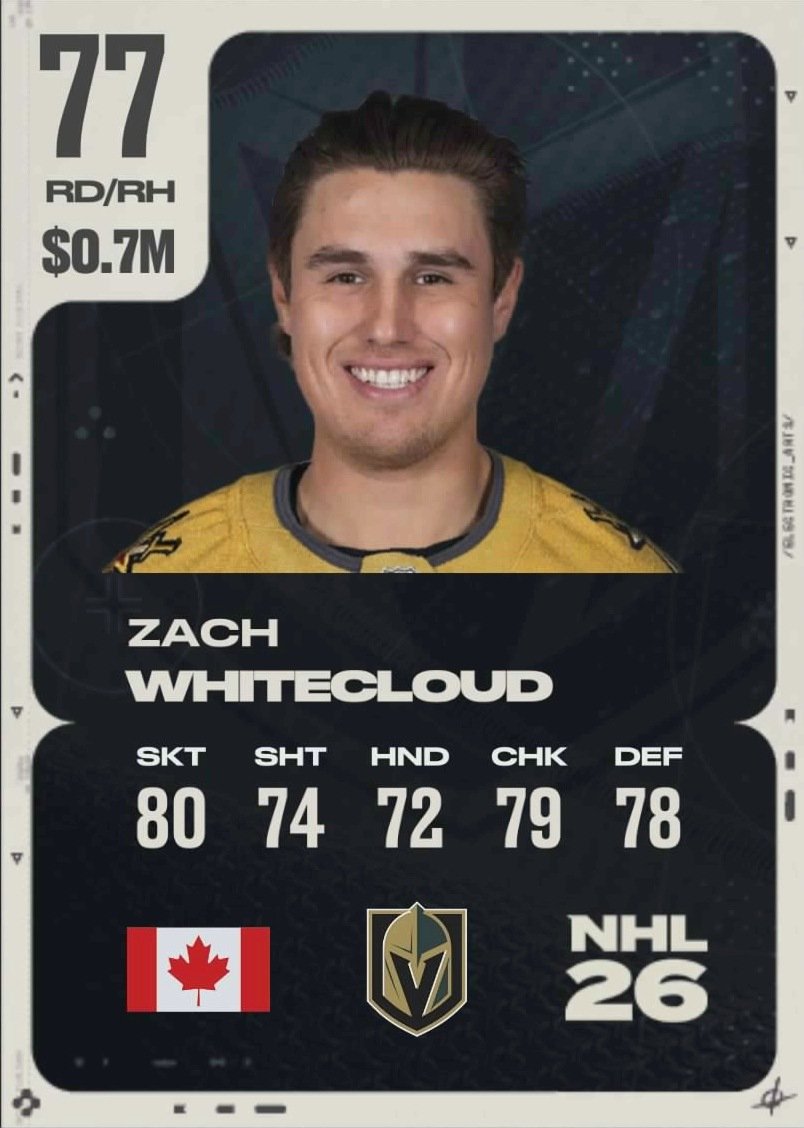 77
RD/RH
$0.7M
ZACH
WHITECLOUD
SKT SHT HND CHK DEF
80 74 72 79 78
NHL
26
/ELECTRONIC_ARTS/